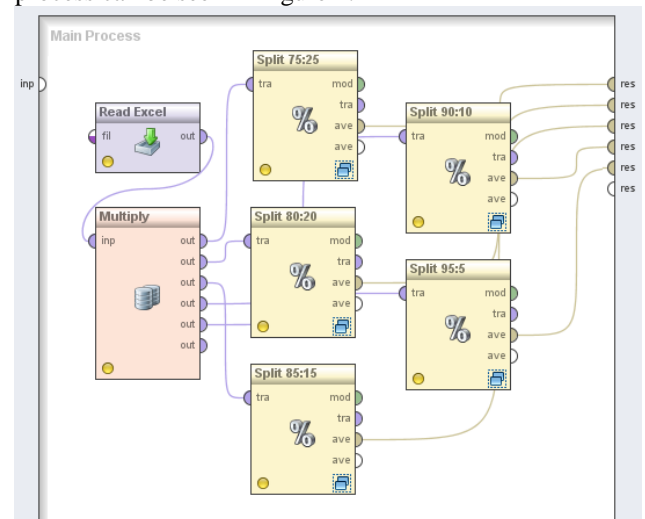 Main Process
inp
Read Excel
fil
out
Multiply
inp
out
out
out
out
out
out
Split 75:25
tra
mod
tra
ave
ave
Split 80:20
tra
mod
tra
ave
ave
Split 85:15
tra
mod
tra
ave
ave
Split 90:10
tra
mod
tra
ave
ave
Split 95:5
tra
mod
tra
ave
ave
res
res
res
res
res
res